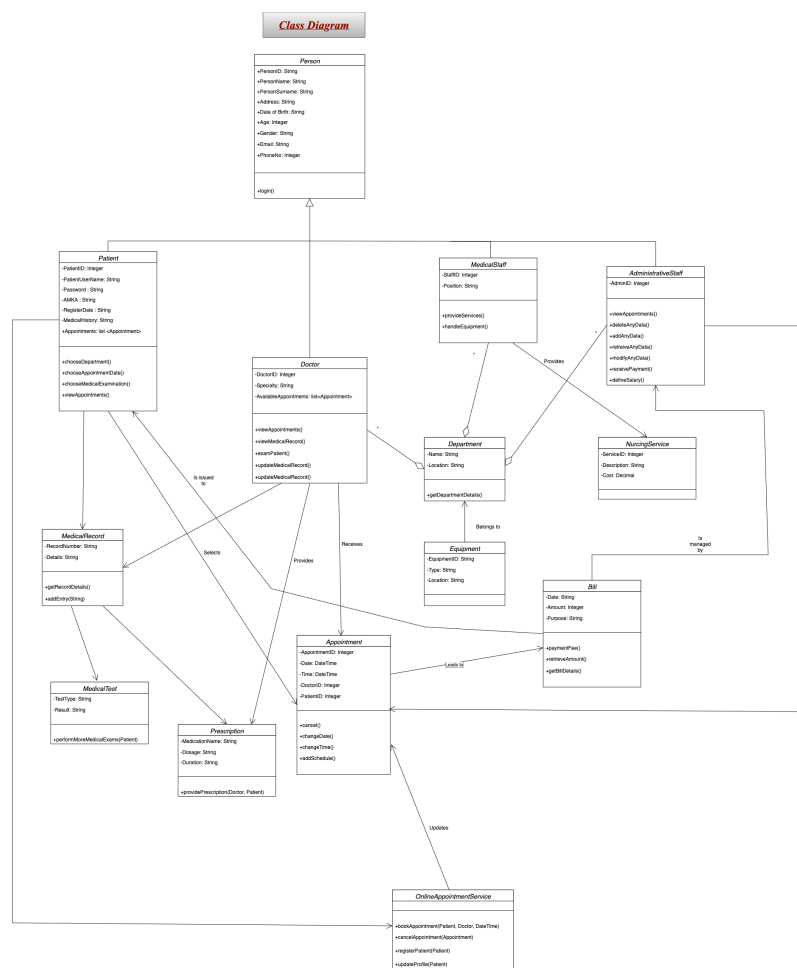 Class Diagram
Person
+PersonID: String
+PersonName: String
+PersonSurname: String
+Address: String
+Date of Birth: String
+Age: Integer
+Gender: String
+Email: String
+PhoneNo: Integer
+login()
Patient
-PatientID: Integer
-PatientUserName: String
-Password : String
-AMKA : String
-RegisterDate : String
-MedicalHistory: String
+Appointments: list <Appointment>
+chooseDepartment()
+chooseAppointmentDate()
+chooseMedicalExamination()
+viewAppointments()
MedicalStaff
-StaffID: Integer
-Position: String
+provideServices()
+handleEquipment()
AdministrativeStaff
-AdminID: Integer
+viewAppointments()
+deleteAnyData()
+addAnyData()
+retreiveAnyData()
+modifyAnyData()
+receivePayment()
+defineSalary()
Doctor
-DoctorID: Integer
-Specialty: String
-AvailableAppointments: list<Appointment>
+viewAppointments()
+viewMedicalRecord()
+examPatient()
+updateMedicalRecord()
+updateMedicalRecord()
*
*
*
Provides
Department
-Name: String
-Location: String
+getDepartmentDetails()
NurcingService
-ServiceID: Integer
-Description: String
-Cost: Decimal
Is issued
to
Belongs to
MedicalRecord
-RecordNumber: String
-Details: String
+getRecordDetails()
+addEntry(String)
Selects
Provides
Receives
Equipment
-EquipmentID: String
-Type: String
-Location: String
Is
managed
by
Bill
-Date: String
-Amount: Integer
-Purpose: String
+paymentFee()
+retrieveAmount()
+getBillDetails()
Appointment
-AppointmentID: Integer
-Date: DateTime
-Time: DateTime
-DoctorID: Integer
-PatientID: Integer
+cancel()
+changeDate()
+changeTime()
+addSchedule()
Leads to
MedicalTest
-TestType: String
-Result: String
+performMoreMedicalExams(Patient)
Prescription
-MedicationName: String
-Dosage: String
-Duration: String
+providePrescription(Doctor, Patient)
Updates
OnlineAppointmentService
+bookAppointment(Patient, Doctor, DateTime)
+cancelAppointment(Appointment)
+registerPatient(Patient)
+updateProfile(Patient)